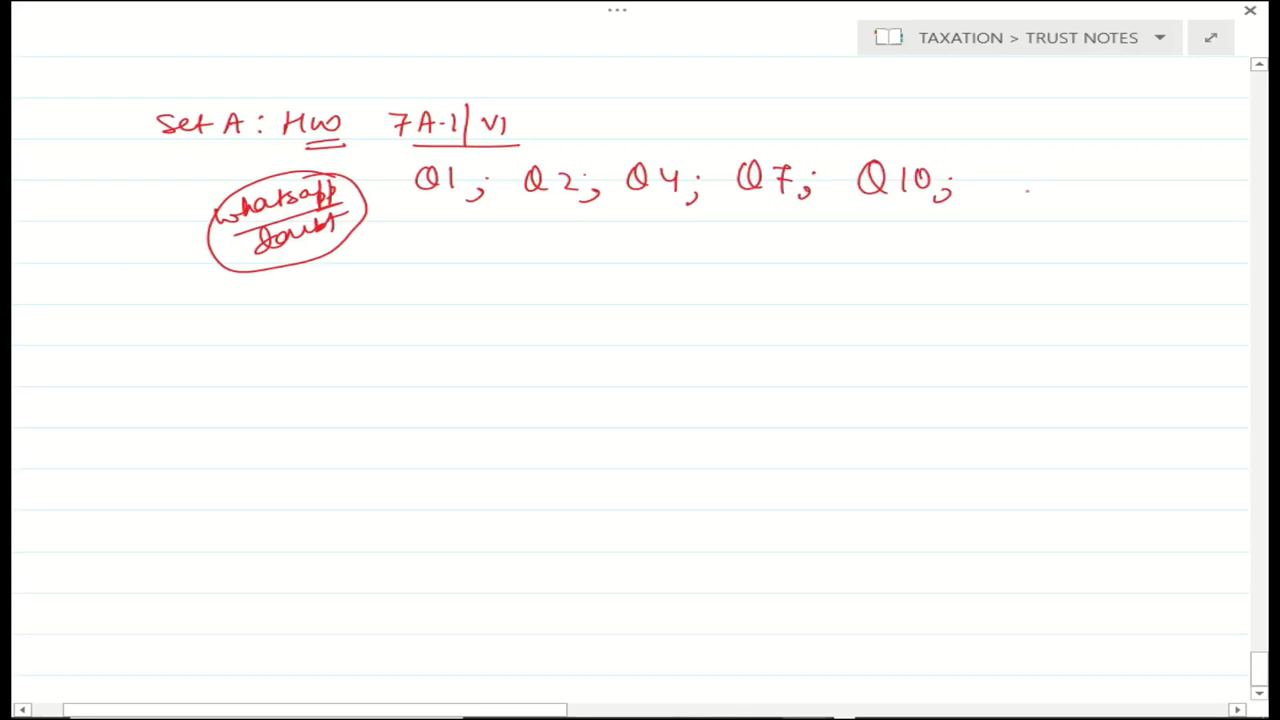 TAXATION > TRUST NOTES
Set A: HW 7A.1/V1
Q1; Q2; Q4; Q7; Q10;
whatsapp
doubt